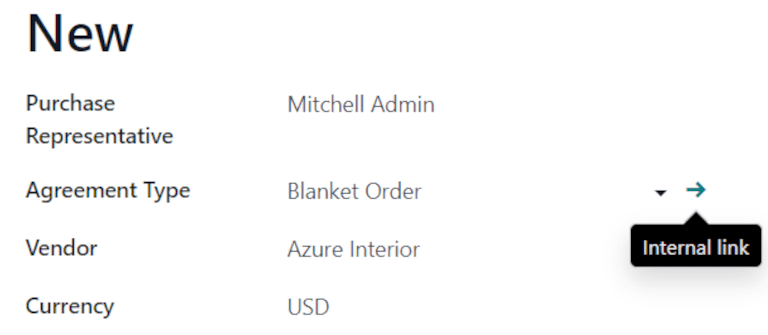 New
Purchase Mitchell Admin
Representative
Agreement Type Blanket Order
Internal link
Vendor Azure Interior
Currency USD